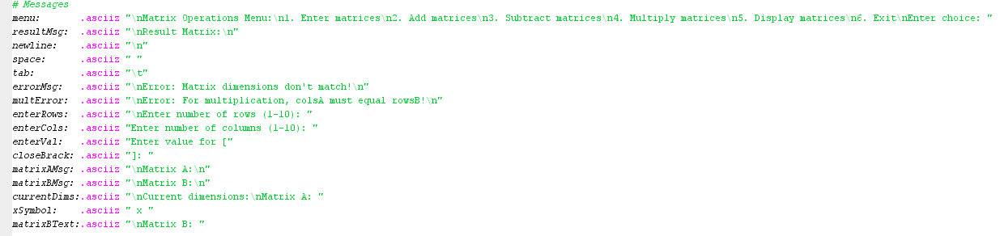 # Messages
menu: .asciiz "\nMatrix Operations Menu:\n1. Enter matrices\n2. Add matrices\n3. Subtract matrices\n4. Multiply matrices\n5. Display matrices\n6. Exit\nEnter choice: "
resultMsg: .asciiz "\nResult Matrix:\n"
newline: .asciiz "\n"
space: .asciiz " "
tab: .asciiz "\t"
errorMsg: .asciiz "\nError: Matrix dimensions don't match!\n"
multError: .asciiz "\nError: For multiplication, colsA must equal rowsB!\n"
enterRows: .asciiz "\nEnter number of rows (1-10): "
enterCols: .asciiz "Enter number of columns (1-10): "
enterVal: .asciiz "Enter value for ["
closeBrack: .asciiz "]: "
matrixAMsg: .asciiz "\nMatrix A:\n"
matrixBMsg: .asciiz "\nMatrix B:\n"
currentDims:.asciiz "\nCurrent dimensions:\nMatrix A: "
xSymbol: .asciiz " x "
matrixBText:.asciiz "\nMatrix B: "